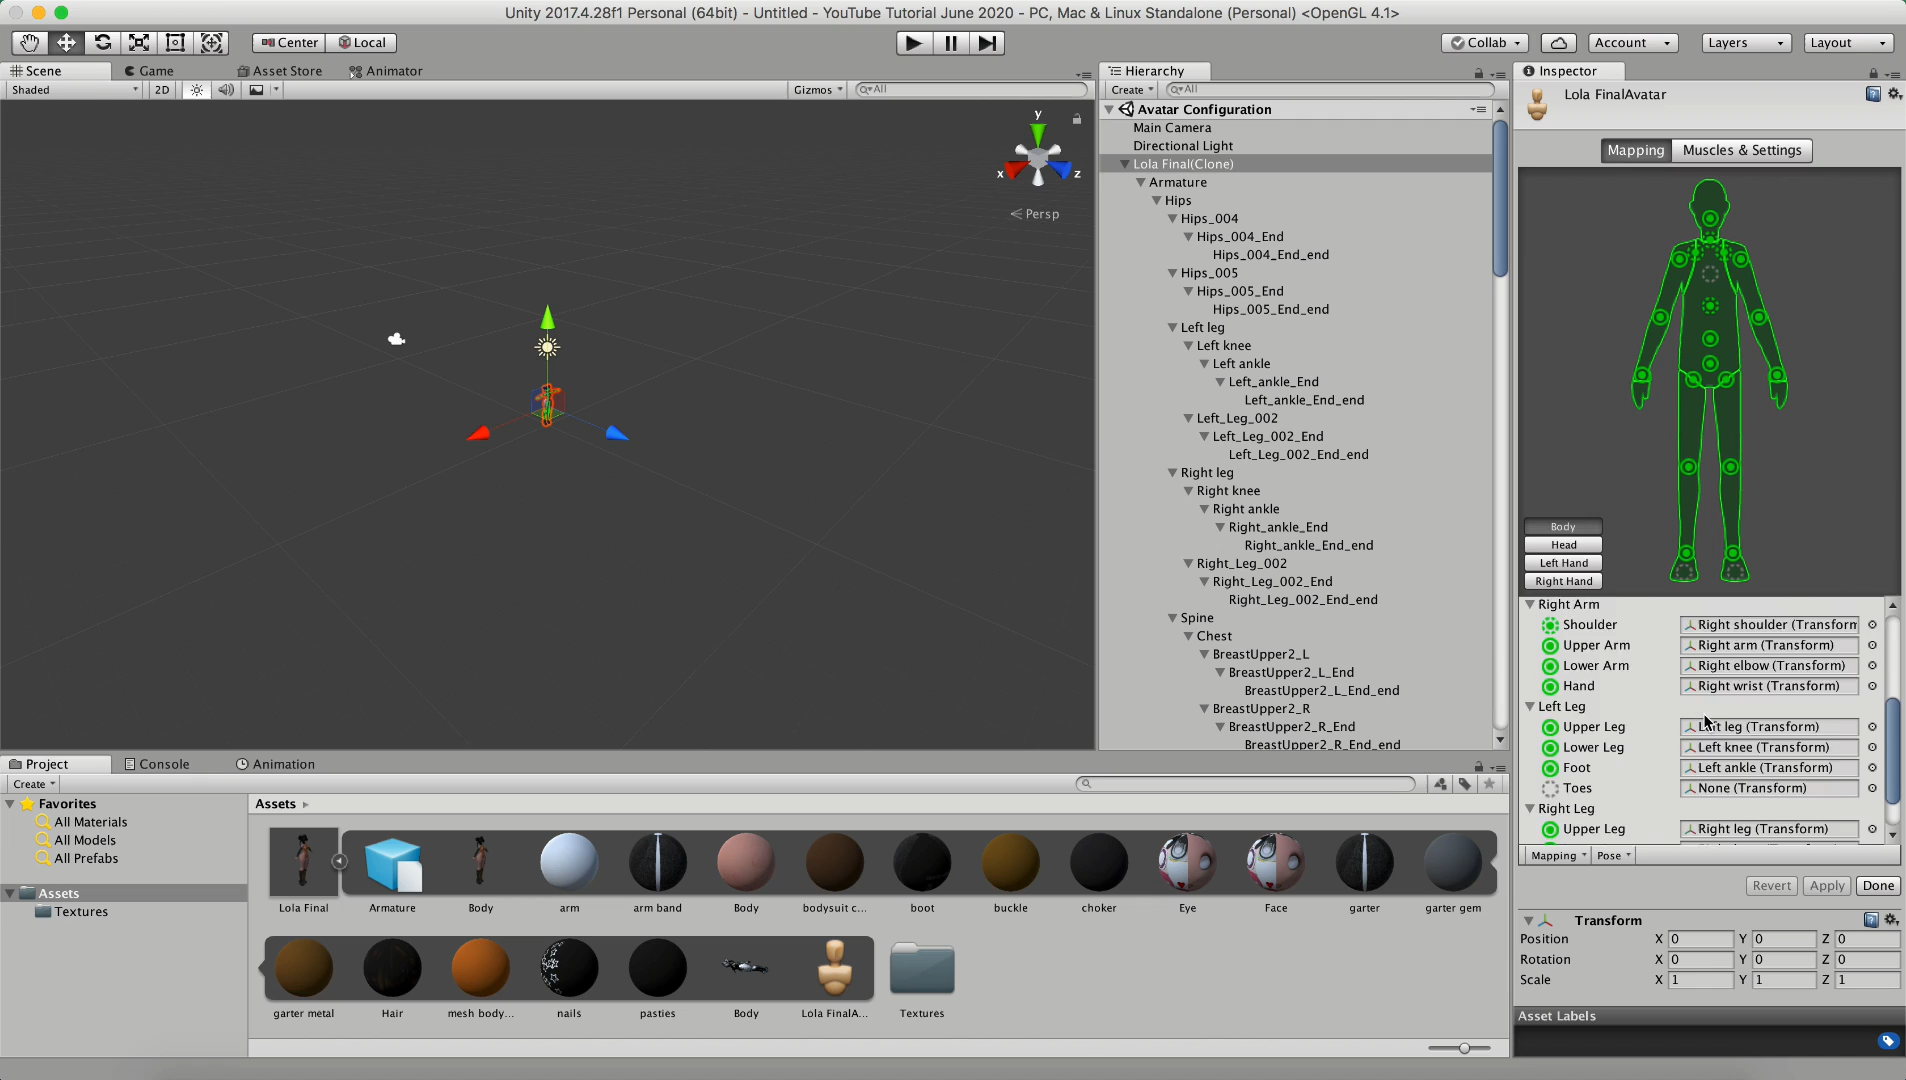 Unity 2017.4.28f1 Personal (64bit) - Untitled - YouTube Tutorial June 2020 - PC, Mac & Linux Standalone (Personal) <OpenGL 4.1>
Center Local
Collab Account Layers Layout
Scene Game Asset Store Animator
Shaded 2D Gizmos All
y
x z
Persp
Hierarchy
Create All
Avatar Configuration
Main Camera
Directional Light
Lola Final(Clone)
Armature
Hips
Hips_004
Hips_004_End
Hips_004_End_end
Hips_005
Hips_005_End
Hips_005_End_end
Left leg
Left knee
Left ankle
Left_ankle_End
Left_ankle_End_end
Left_Leg_002
Left_Leg_002_End
Left_Leg_002_End_end
Right leg
Right knee
Right ankle
Right_ankle_End
Right_ankle_End_end
Right_Leg_002
Right_Leg_002_End
Right_Leg_002_End_end
Spine
Chest
BreastUpper2_L
BreastUpper2_L_End
BreastUpper2_L_End_end
BreastUpper2_R
BreastUpper2_R_End
BreastUpper2_R_End_end
Inspector
Lola FinalAvatar
Mapping Muscles & Settings
Body
Head
Left Hand
Right Hand
Right Arm
Shoulder Right shoulder (Transform
Upper Arm Right arm (Transform)
Lower Arm Right elbow (Transform)
Hand Right wrist (Transform)
Left Leg
Upper Leg Left leg (Transform)
Lower Leg Left knee (Transform)
Foot Left ankle (Transform)
Toes None (Transform)
Right Leg
Upper Leg Right leg (Transform)
Mapping Pose
Revert Apply Done
Transform
Position X 0 Y 0 Z 0
Rotation X 0 Y 0 Z 0
Scale X 1 Y 1 Z 1
Asset Labels
Project Console Animation
Create
Favorites
All Materials
All Models
All Prefabs
Assets
Textures
Assets
Lola Final Armature Body arm arm band Body bodysuit c... boot buckle choker Eye Face garter garter gem
garter metal Hair mesh body... nails pasties Body Lola FinalA... Textures